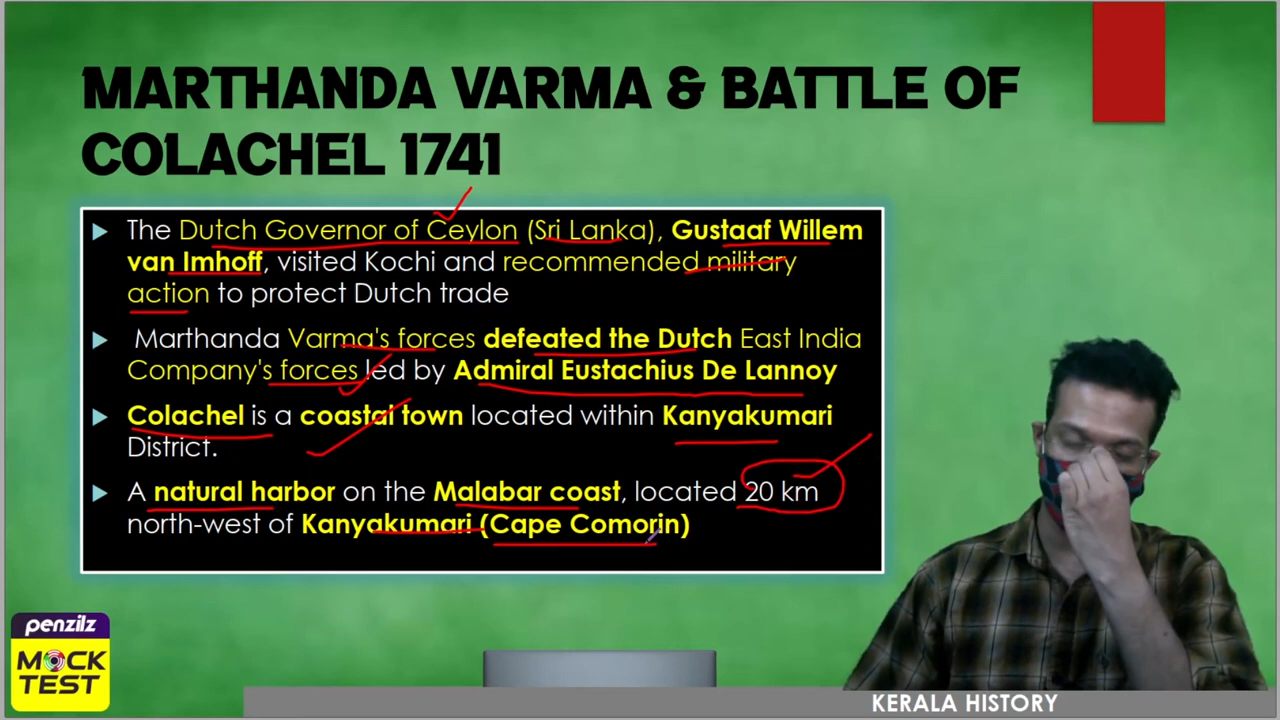 MARTHANDA VARMA & BATTLE OF
COLACHEL 1741
The Dutch Governor of Ceylon (Sri Lanka), Gustaaf Willem
van Imhoff, visited Kochi and recommended military
action to protect Dutch trade
Marthanda Varma's forces defeated the Dutch East India
Company's forces led by Admiral Eustachius De Lannoy
Colachel is a coastal town located within Kanyakumari
District.
A natural harbor on the Malabar coast, located 20 km
north-west of Kanyakumari (Cape Comorin)
penzilz
MOCK
TEST
KERALA HISTORY